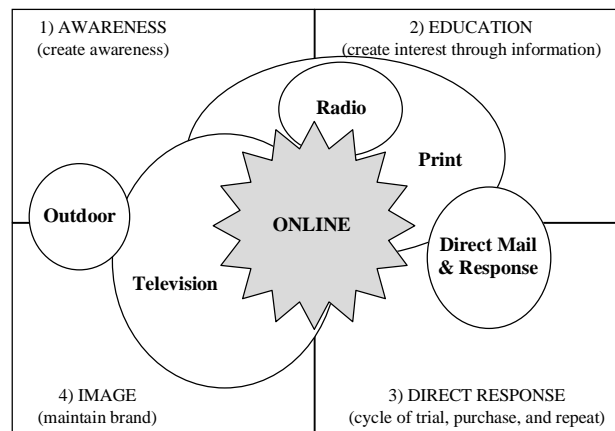 1) AWARENESS
(create awareness)
2) EDUCATION
(create interest through information)
Radio
Print
Outdoor
ONLINE
Direct Mail
& Response
Television
4) IMAGE
(maintain brand)
3) DIRECT RESPONSE
(cycle of trial, purchase, and repeat)